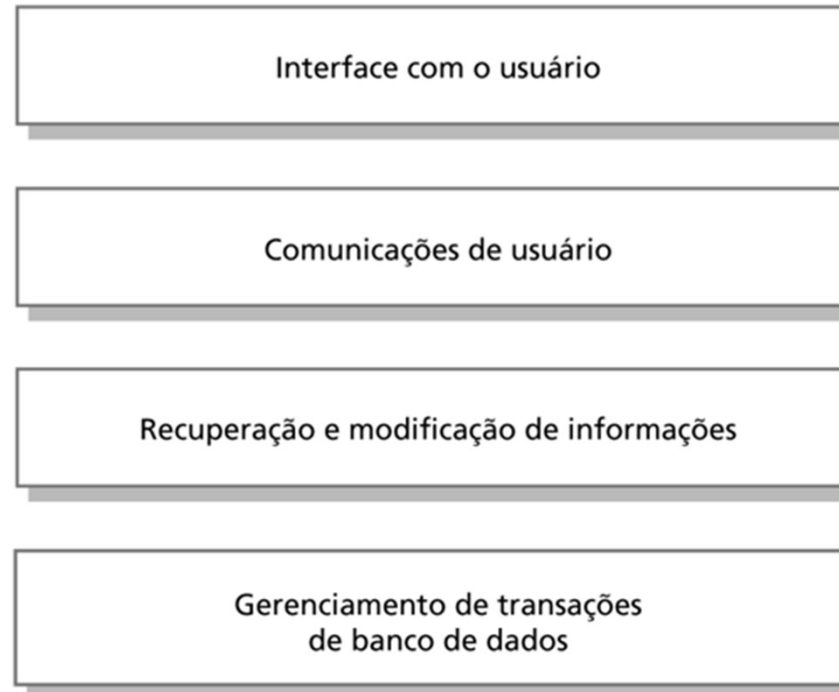 Interface com o usuário
Comunicações de usuário
Recuperação e modificação de informações
Gerenciamento de transações
de banco de dados